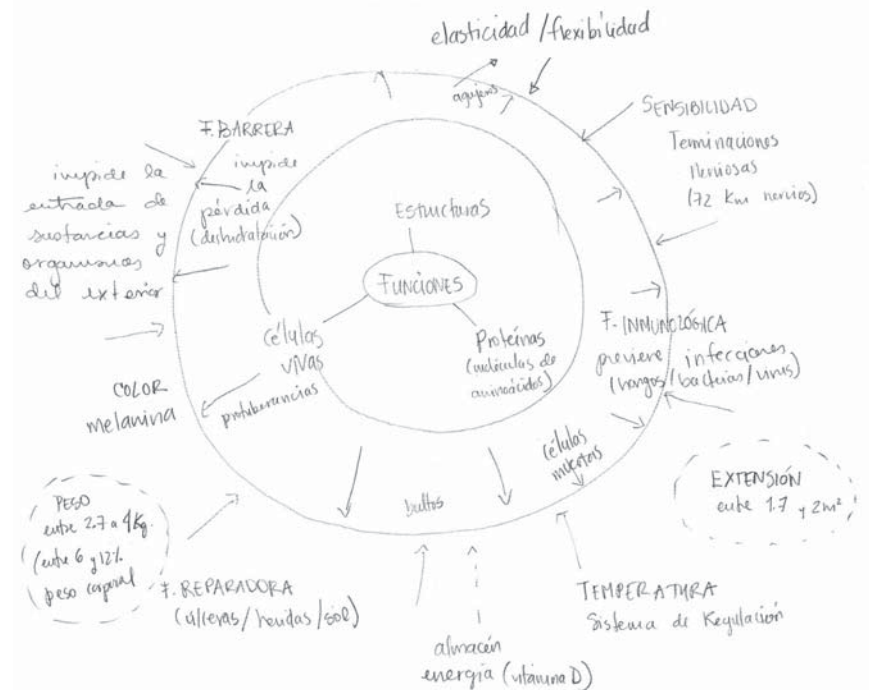 elasticidad / flexibilidad
agujeros
SENSIBILIDAD
Terminaciones
nerviosas
(72 Km nervios)
F. BARRERA
impide
la
pérdida
(deshidratación)
impide la
entrada de
sustancias y
organismos
del exterior
Estructuras
FUNCIONES
Células
vivas
Proteínas
(moléculas de
aminoácidos)
F. INMUNOLÓGICA
previene infecciones
(hongos/bacterias/virus)
COLOR
melanina
protuberancias
células
muertas
bultos
EXTENSIÓN
entre 1.7 y 2m²
PESO
entre 2.7 a 4Kg.
(entre 6 y 12%
peso corporal
F. REPARADORA
(úlceras/heridas/sol)
almacén
energía (vitamina D)
TEMPERATURA
Sistema de Regulación